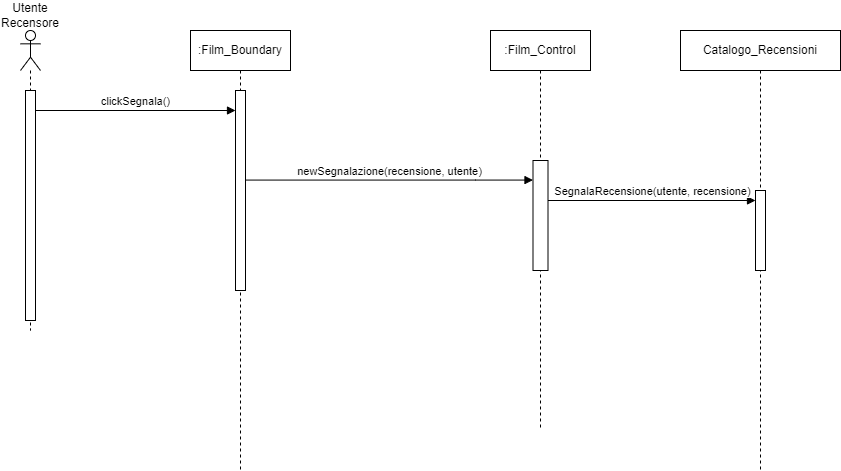 Utente
Recensore
:Film_Boundary
:Film_Control
Catalogo_Recensioni
clickSegnala()
newSegnalazione(recensione, utente)
SegnalaRecensione(utente, recensione)